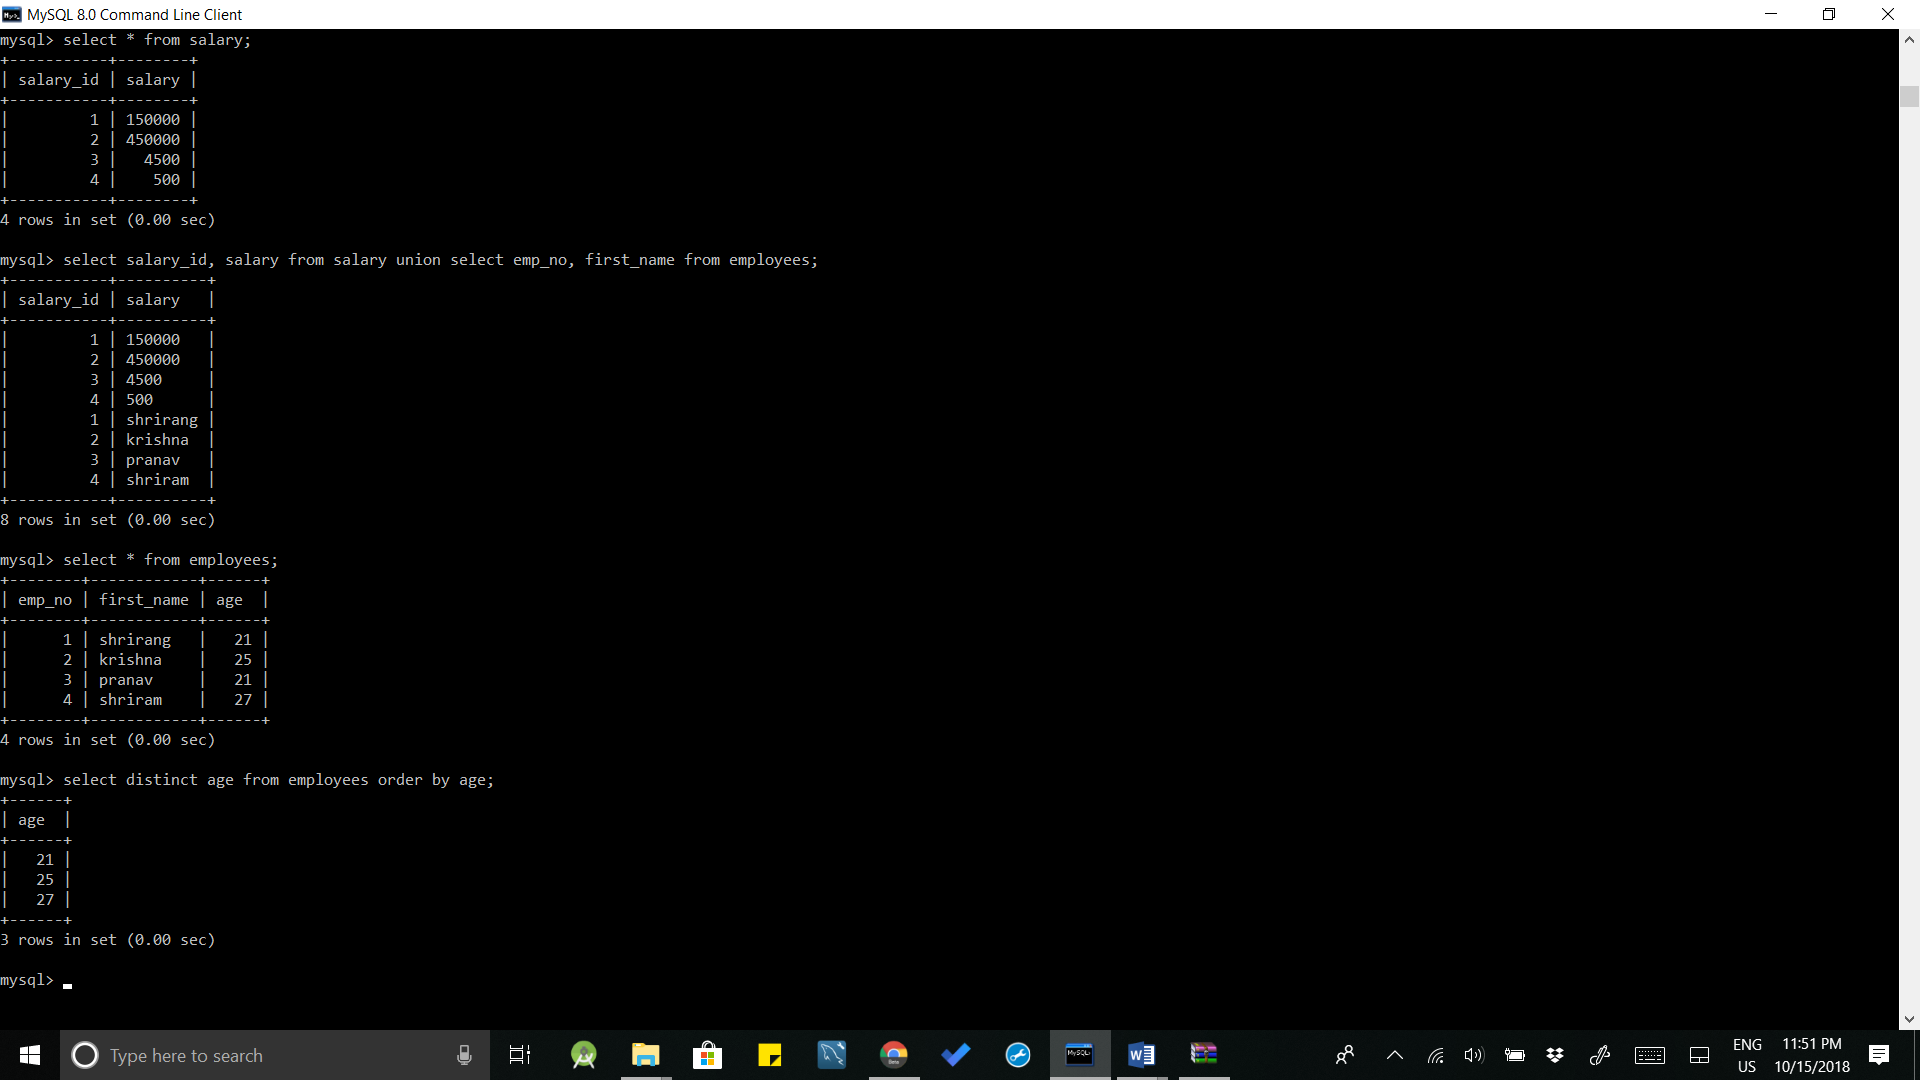 MySQL 8.0 Command Line Client
mysql> select * from salary;
+-----------+--------+
| salary_id | salary |
+-----------+--------+
|         1 | 150000 |
|         2 | 450000 |
|         3 |   4500 |
|         4 |    500 |
+-----------+--------+
4 rows in set (0.00 sec)

mysql> select salary_id, salary from salary union select emp_no, first_name from employees;
+-----------+----------+
| salary_id | salary   |
+-----------+----------+
|         1 | 150000   |
|         2 | 450000   |
|         3 | 4500     |
|         4 | 500      |
|         1 | shrirang |
|         2 | krishna  |
|         3 | pranav   |
|         4 | shriram  |
+-----------+----------+
8 rows in set (0.00 sec)

mysql> select * from employees;
+--------+------------+------+
| emp_no | first_name | age  |
+--------+------------+------+
|      1 | shrirang   |   21 |
|      2 | krishna    |   25 |
|      3 | pranav     |   21 |
|      4 | shriram    |   27 |
+--------+------------+------+
4 rows in set (0.00 sec)

mysql> select distinct age from employees order by age;
+------+
| age  |
+------+
|   21 |
|   25 |
|   27 |
+------+
3 rows in set (0.00 sec)

mysql>
Type here to search
ENG 11:51 PM
US 10/15/2018